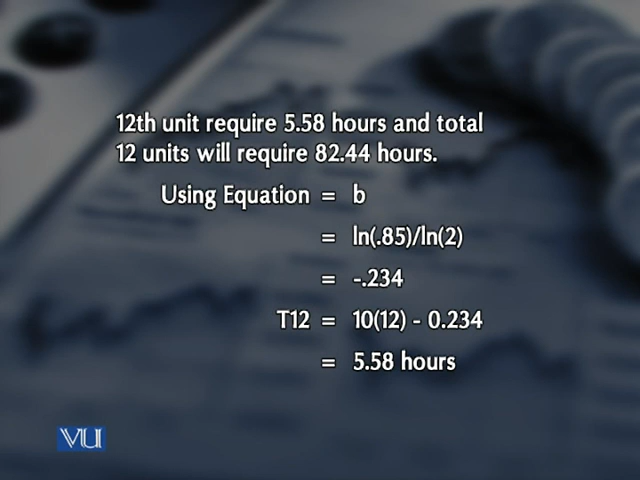 12th unit require 5.58 hours and total
12 units will require 82.44 hours.
Using Equation = b
= ln(.85)/ln(2)
= -.234
T12 = 10(12) - 0.234
= 5.58 hours
VU